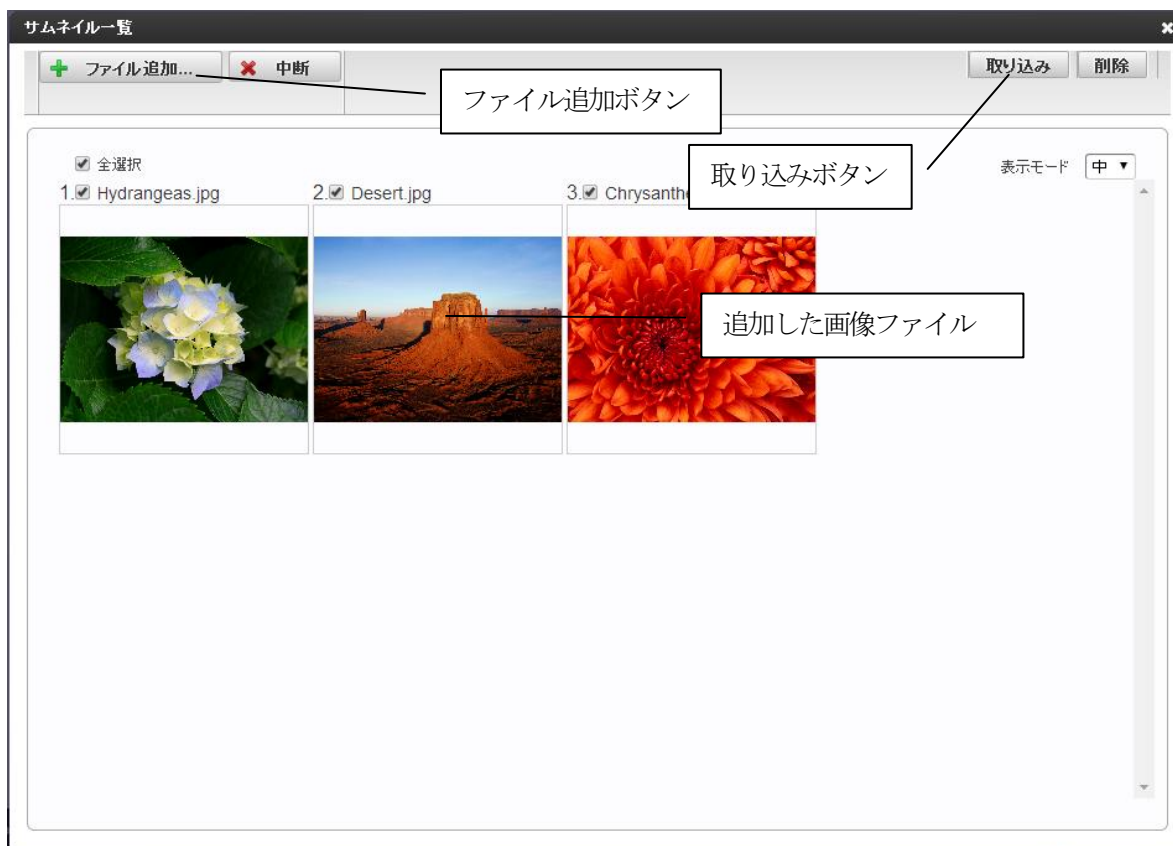 サムネイル一覧
ファイル追加... 中断 取り込み 削除
ファイル追加ボタン
取り込みボタン
全選択 表示モード 中
1. Hydrangeas.jpg 2. Desert.jpg 3. Chrysanth
追加した画像ファイル